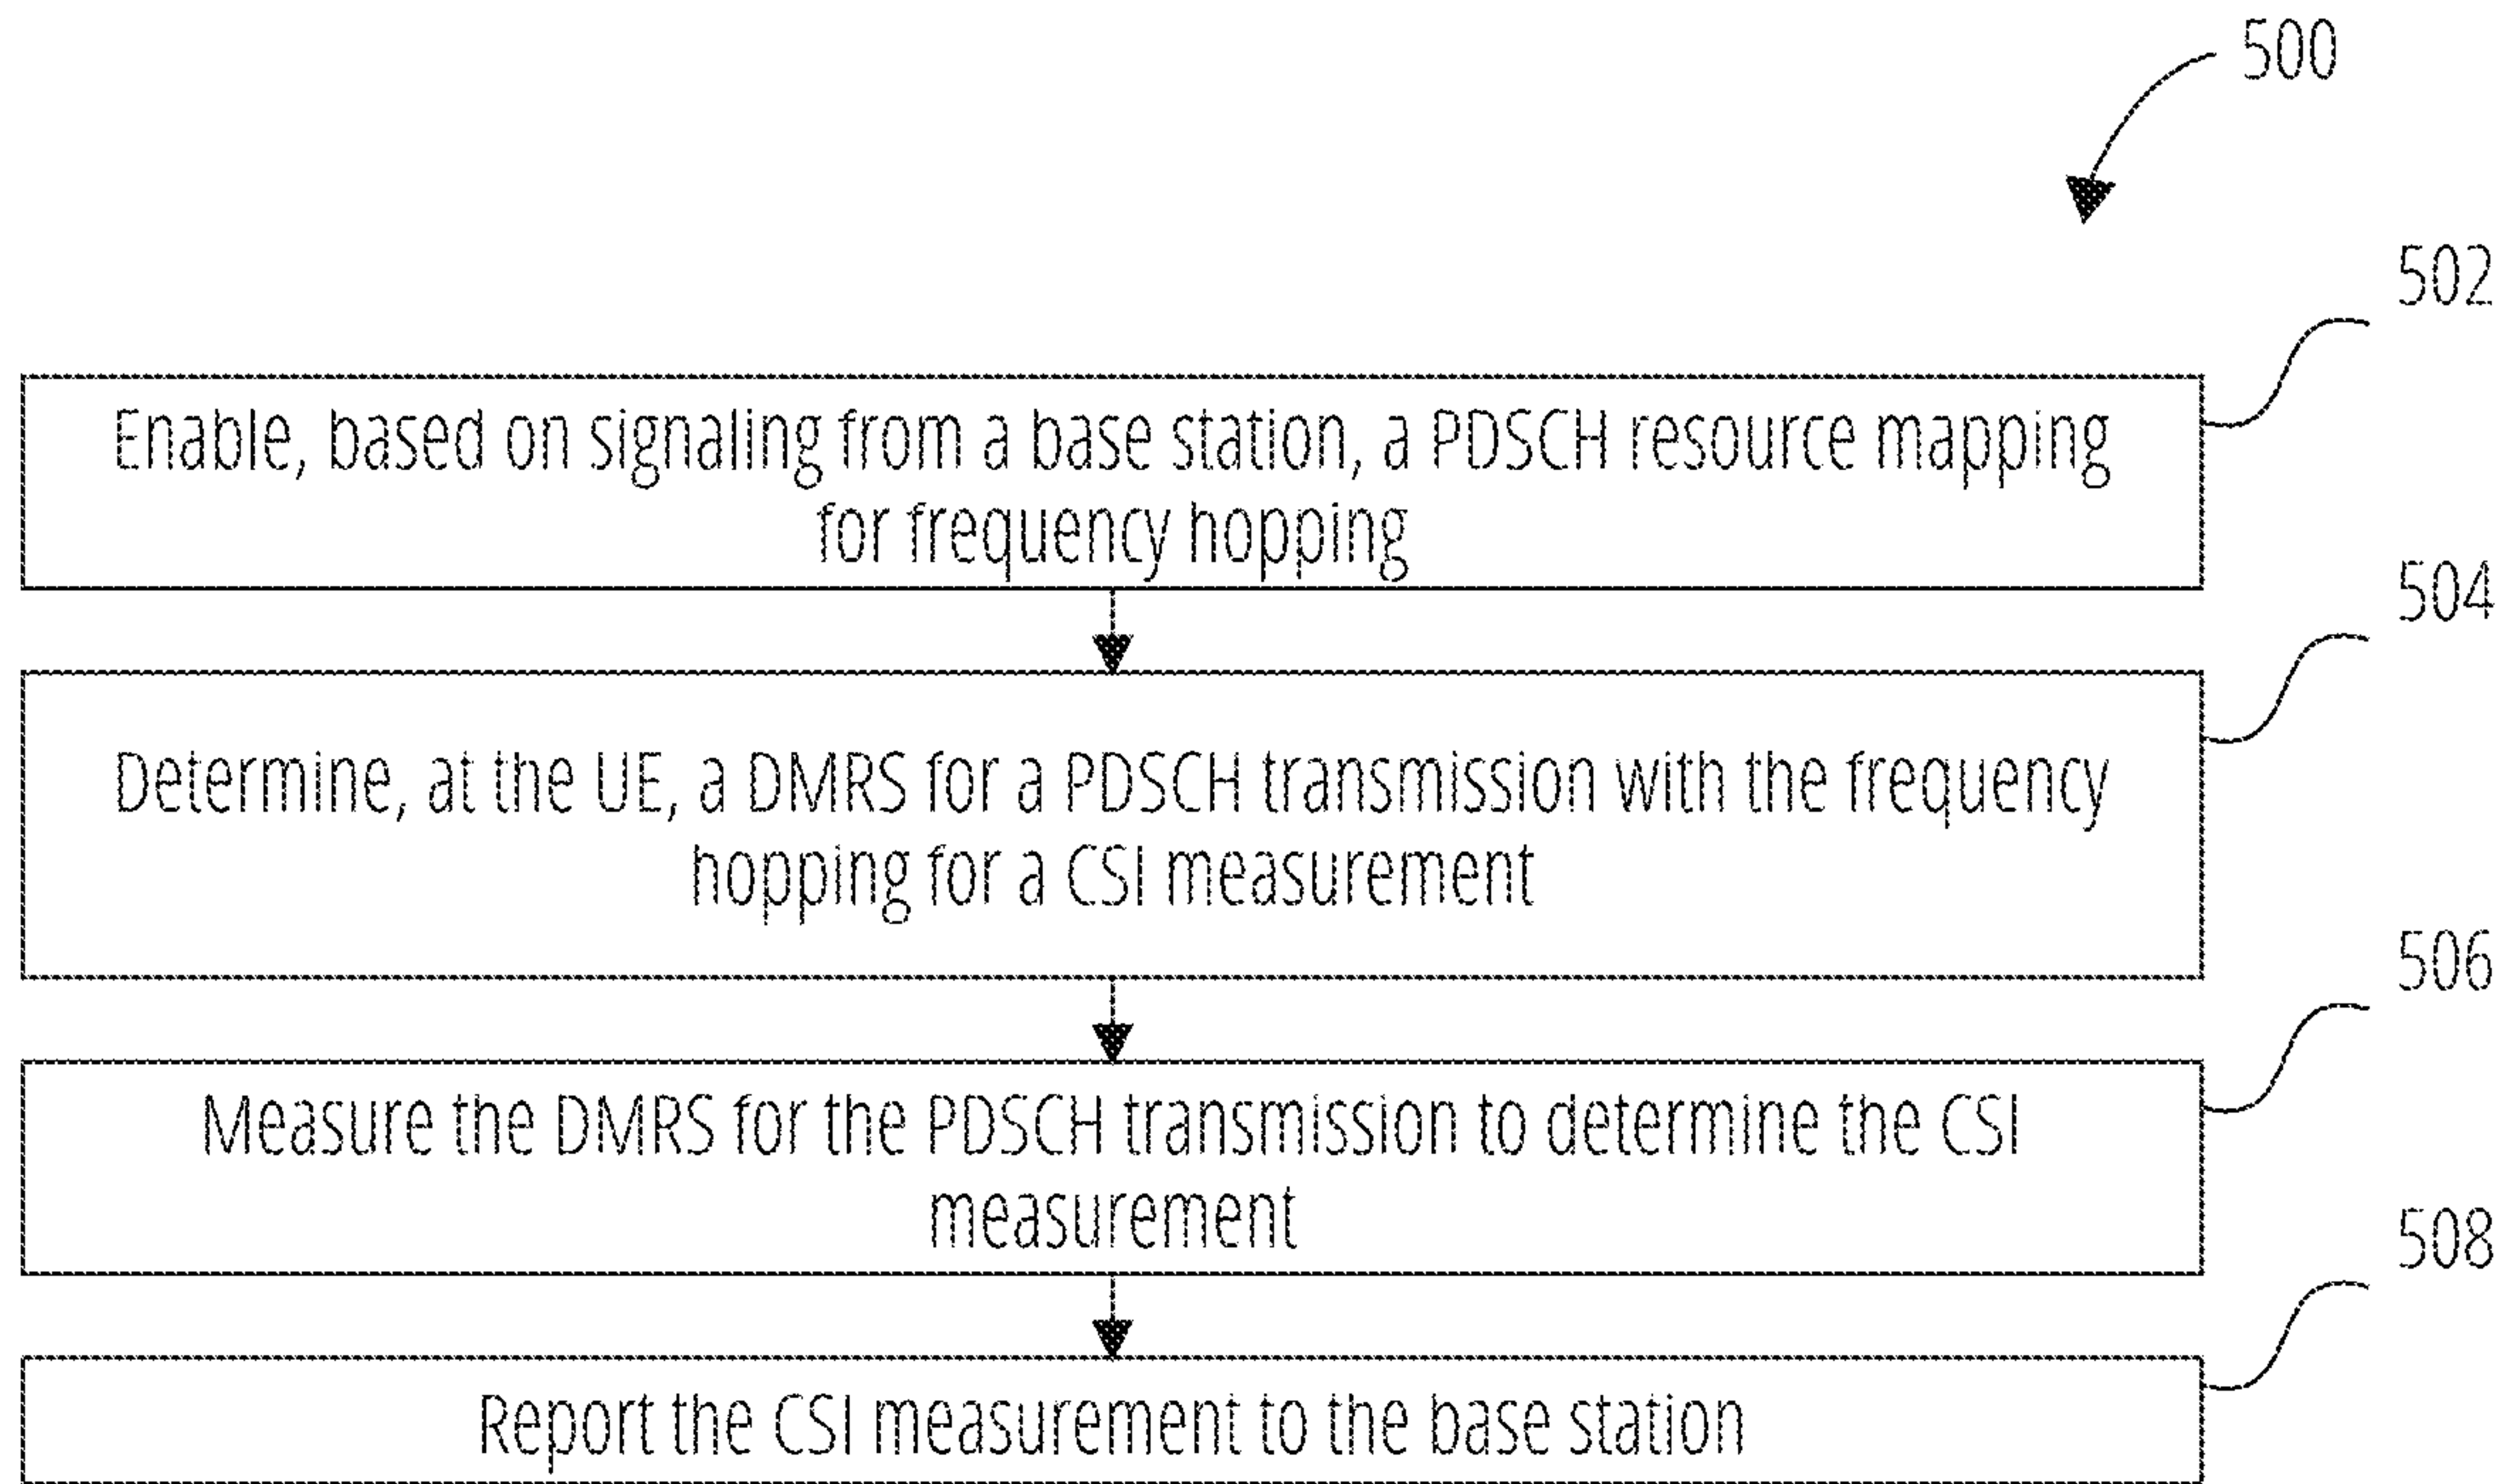 500
502
Enable, based on signaling from a base station, a PDSCH resource mapping
for frequency hopping
504
Determine, at the UE, a DMRS for a PDSCH transmission with the frequency
hopping for a CSI measurement
506
Measure the DMRS for the PDSCH transmission to determine the CSI
measurement
508
Report the CSI measurement to the base station